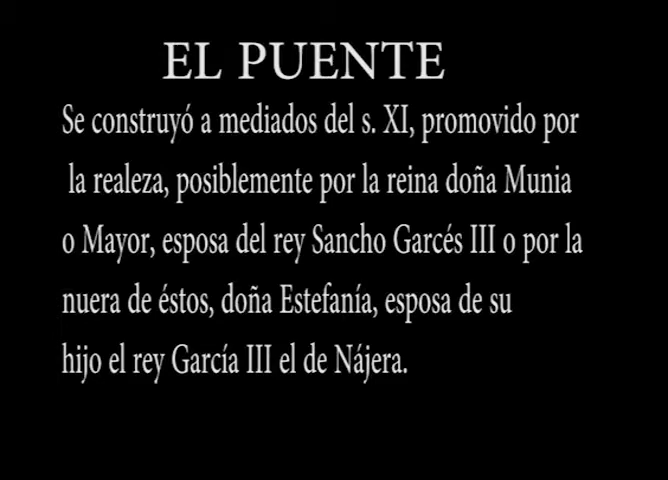 EL PUENTE
Se construyó a mediados del s. XI, promovido por
la realeza, posiblemente por la reina doña Munia
o Mayor, esposa del rey Sancho Garcés III o por la
nuera de éstos, doña Estefanía, esposa de su
hijo el rey García III el de Nájera.